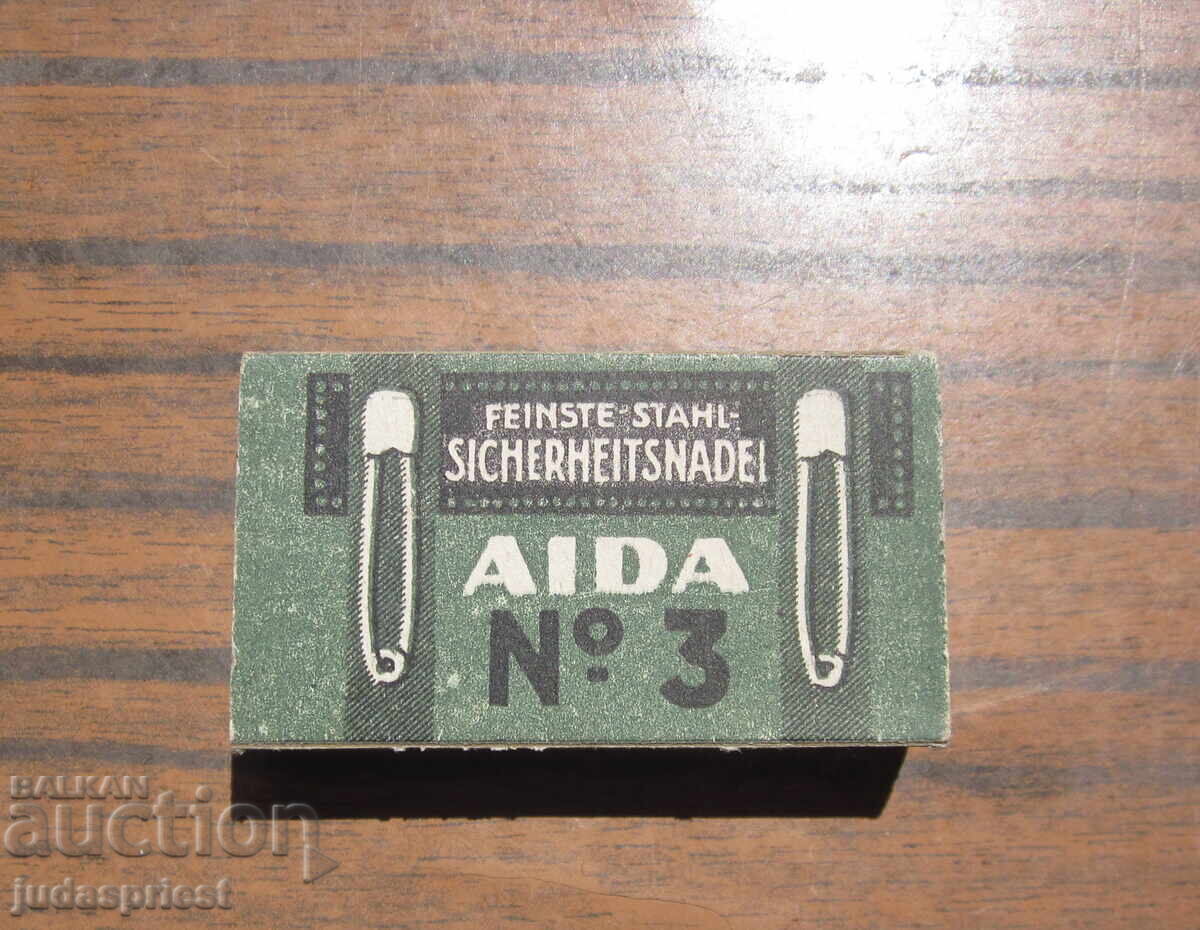 FEINSTE-STAHL-
SICHERHEITSNADEL
AIDA
Nº 3
BALKAN
auction
judaspriest